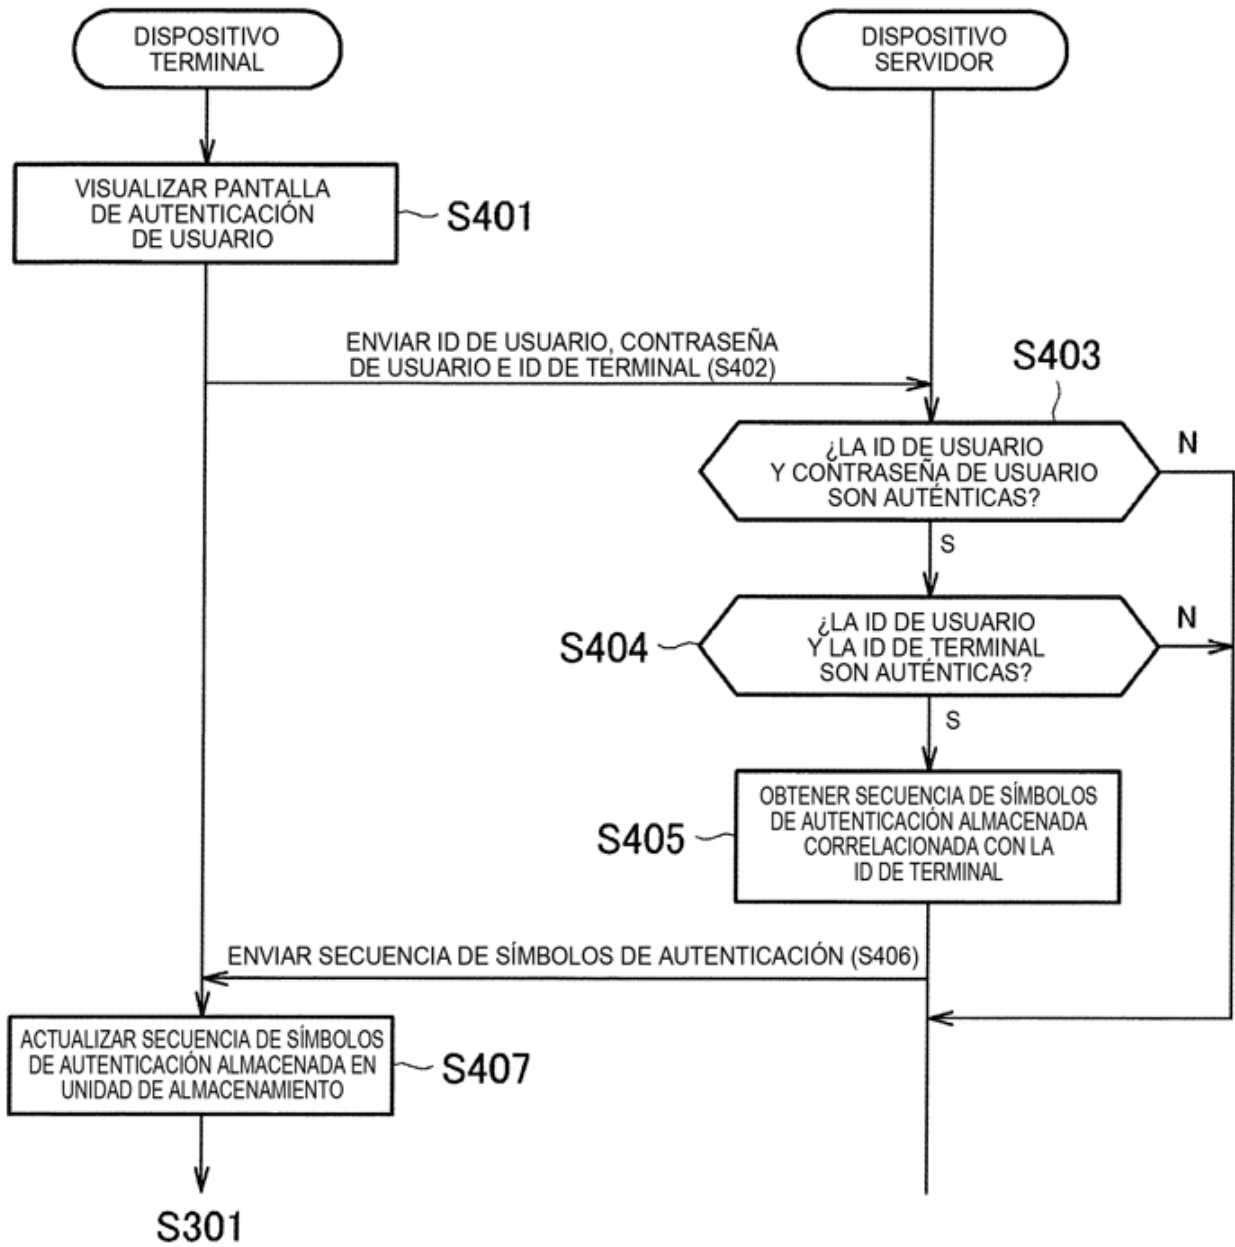 DISPOSITIVO
TERMINAL
DISPOSITIVO
SERVIDOR
VISUALIZAR PANTALLA
DE AUTENTICACIÓN
DE USUARIO
S401
ENVIAR ID DE USUARIO, CONTRASEÑA
DE USUARIO E ID DE TERMINAL (S402)
S403
¿LA ID DE USUARIO
Y CONTRASEÑA DE USUARIO
SON AUTÉNTICAS?
N
S
¿LA ID DE USUARIO
Y LA ID DE TERMINAL
SON AUTÉNTICAS?
N
S404
S
OBTENER SECUENCIA DE SÍMBOLOS
DE AUTENTICACIÓN ALMACENADA
CORRELACIONADA CON LA
ID DE TERMINAL
S405
ENVIAR SECUENCIA DE SÍMBOLOS DE AUTENTICACIÓN (S406)
ACTUALIZAR SECUENCIA DE SÍMBOLOS
DE AUTENTICACIÓN ALMACENADA EN
UNIDAD DE ALMACENAMIENTO
S407
S301